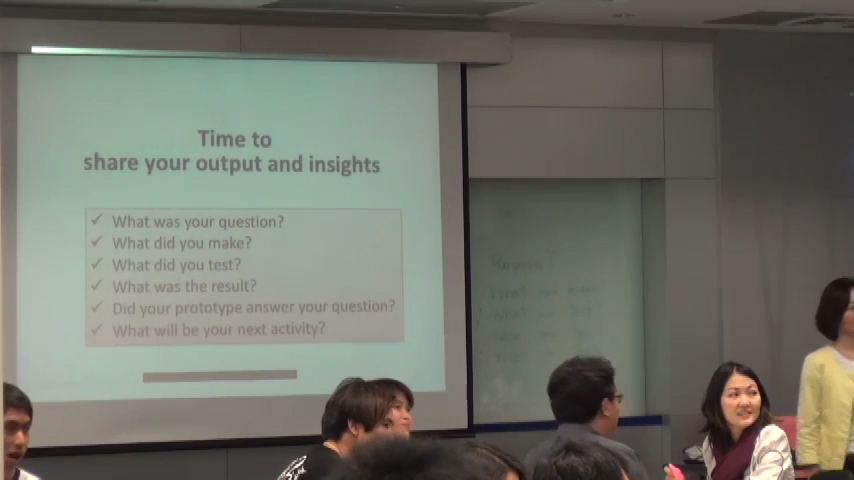 Time to
share your output and insights
✓ What was your question?
✓ What did you make?
✓ What did you test?
✓ What was the result?
✓ Did your prototype answer your question?
✓ What will be your next activity?